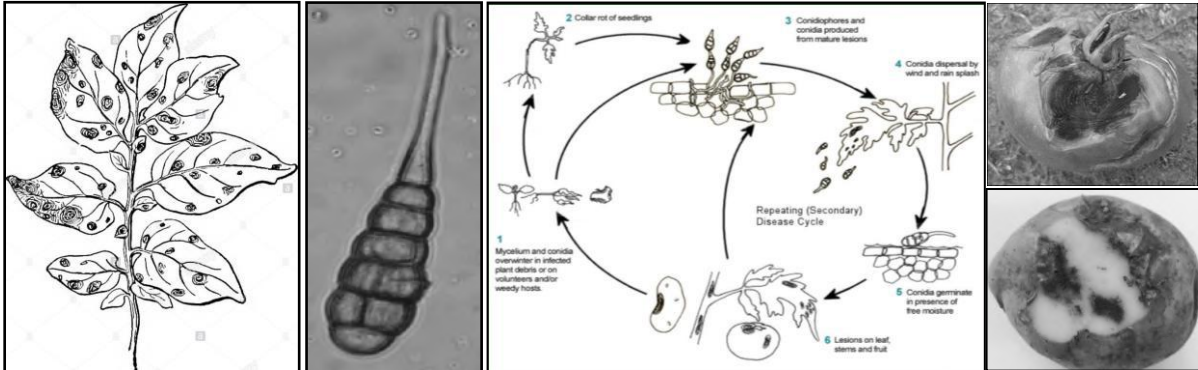 2 Collar rot of seedlings
3 Conidiophores and
conidia produced
from mature lesions
4 Conidia dispersal by
wind and rain splash
Repeating (Secondary)
Disease Cycle
1
Mycelium and conidia
overwinter in infected
plant debris or on
volunteers and/or
weedy hosts.
5 Conidia germinate
in presence of
free moisture
6 Lesions on leaf,
stems and fruit